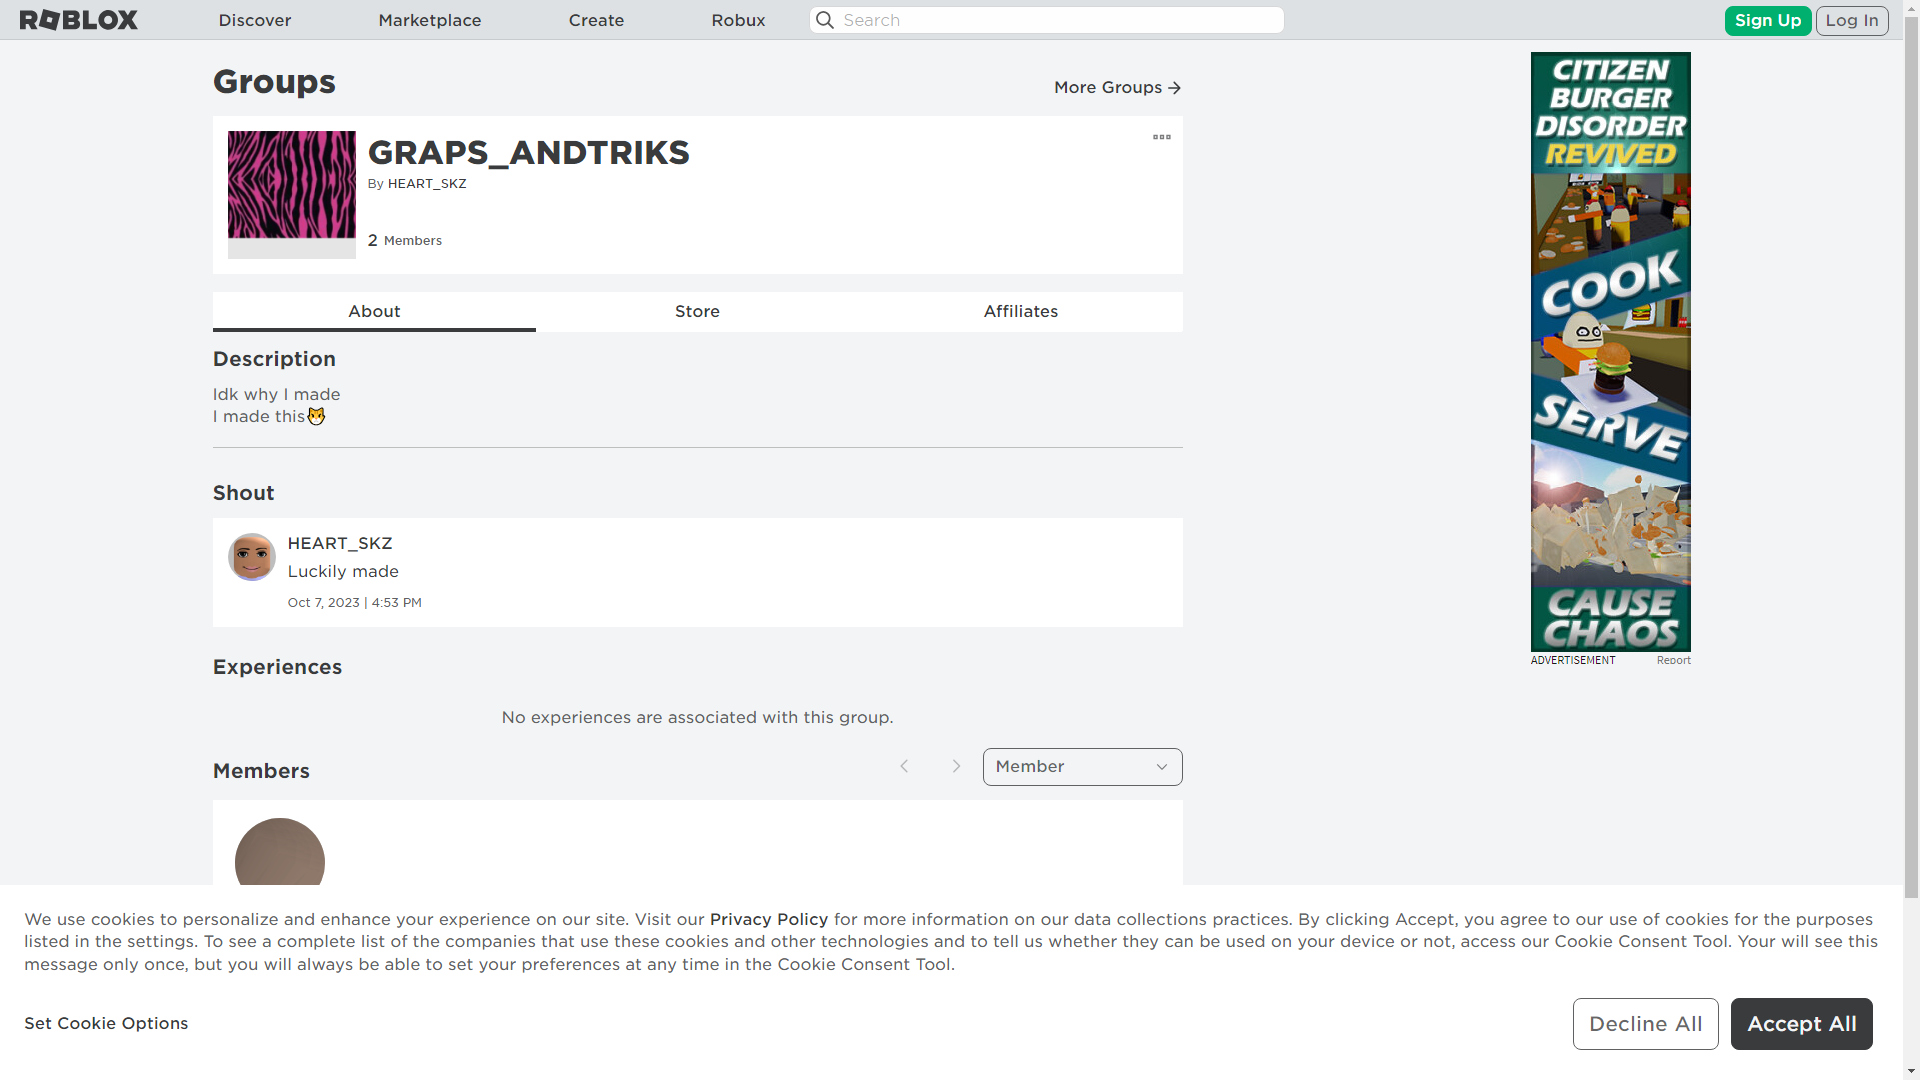 ROBLOX
Discover
Marketplace
Create
Robux
Search
Sign Up
Log In
Groups
More Groups
GRAPS_ANDTRIKS
By HEART_SKZ
2 Members
About
Store
Affiliates
Description
Idk why I made
I made this🐯
Shout
HEART_SKZ
Luckily made
Oct 7, 2023 | 4:53 PM
Experiences
No experiences are associated with this group.
Members
Member
CITIZEN
BURGER
DISORDER
REVIVED
COOK
SERVE
CAUSE
CHAOS
ADVERTISEMENT
Report
We use cookies to personalize and enhance your experience on our site. Visit our Privacy Policy for more information on our data collections practices. By clicking Accept, you agree to our use of cookies for the purposes
listed in the settings. To see a complete list of the companies that use these cookies and other technologies and to tell us whether they can be used on your device or not, access our Cookie Consent Tool. Your will see this
message only once, but you will always be able to set your preferences at any time in the Cookie Consent Tool.
Set Cookie Options
Decline All
Accept All